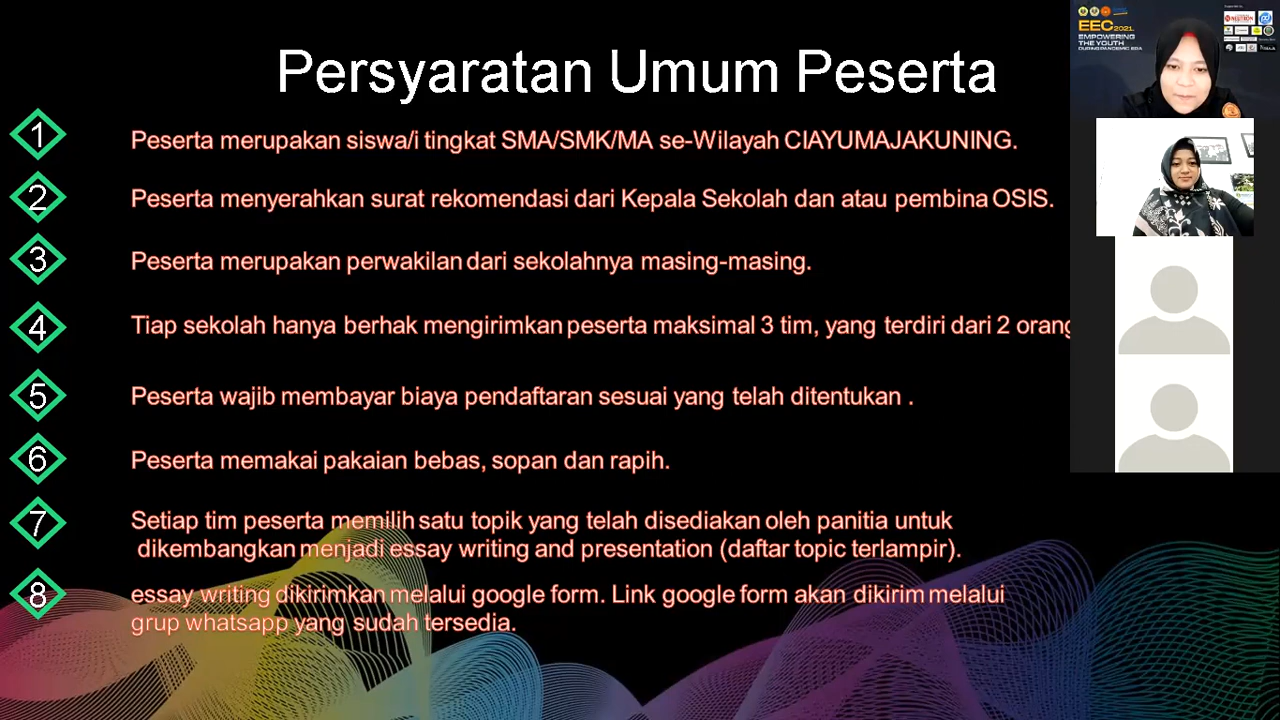 Persyaratan Umum Peserta
1
Peserta merupakan siswa/i tingkat SMA/SMK/MA se-Wilayah CIAYUMAJAKUNING.
2
Peserta menyerahkan surat rekomendasi dari Kepala Sekolah dan atau pembina OSIS.
3
Peserta merupakan perwakilan dari sekolahnya masing-masing.
4
Tiap sekolah hanya berhak mengirimkan peserta maksimal 3 tim, yang terdiri dari 2 orang
5
Peserta wajib membayar biaya pendaftaran sesuai yang telah ditentukan .
6
Peserta memakai pakaian bebas, sopan dan rapih.
7
Setiap tim peserta memilih satu topik yang telah disediakan oleh panitia untuk
dikembangkan menjadi essay writing and presentation (daftar topic terlampir).
8
essay writing dikirimkan melalui google form. Link google form akan dikirim melalui
grup whatsapp yang sudah tersedia.
EEC 2021.
EMPOWERING
THE YOUTH
DURING PANDEMIC ERA